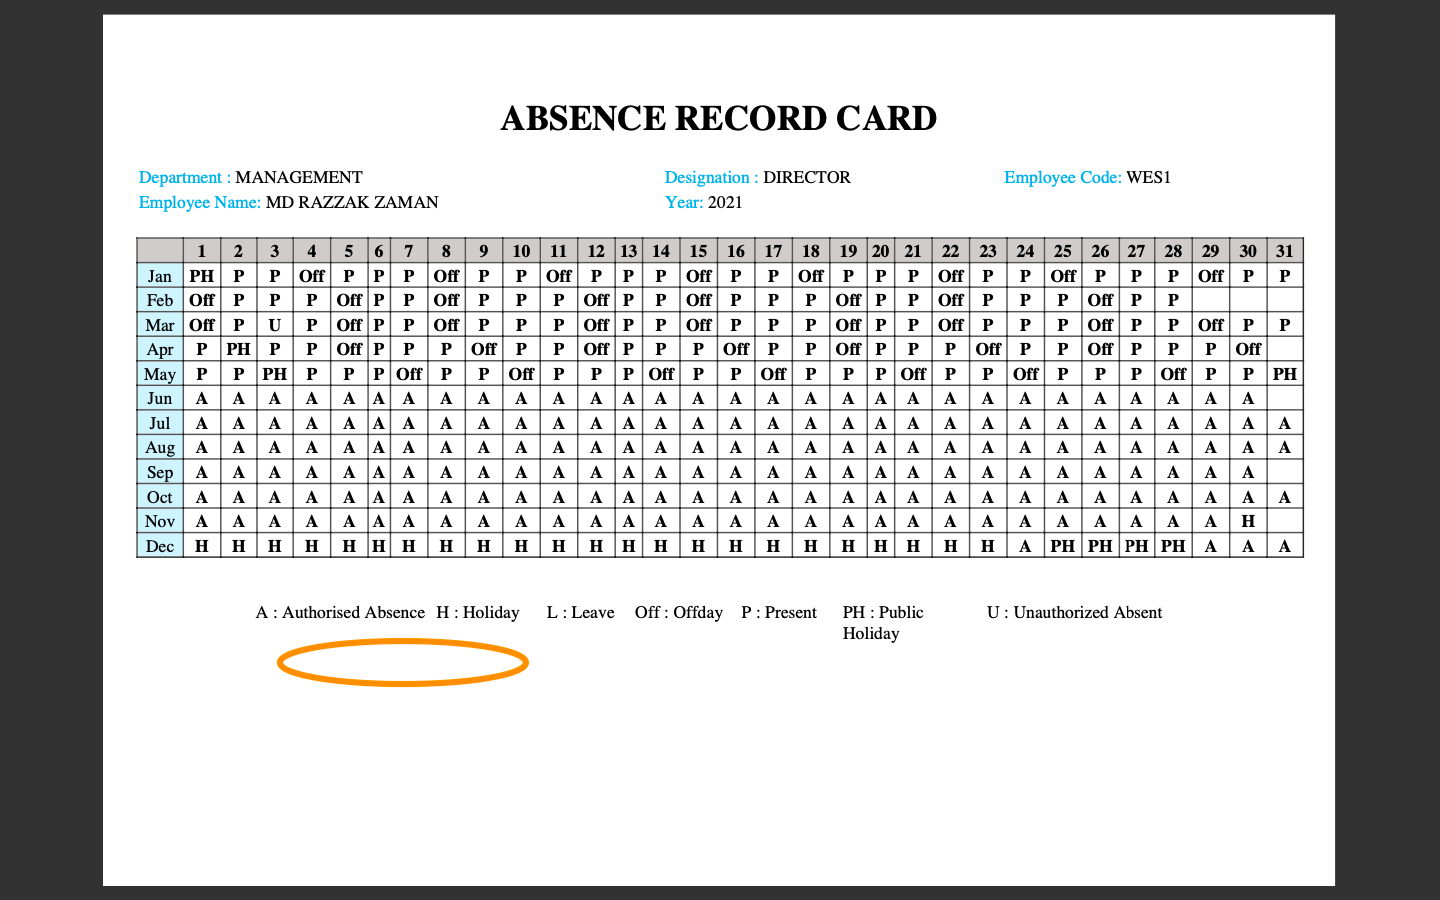 ABSENCE RECORD CARD
Department : MANAGEMENT Designation : DIRECTOR Employee Code: WES1
Employee Name: MD RAZZAK ZAMAN Year: 2021
1 2 3 4 5 6 7 8 9 10 11 12 13 14 15 16 17 18 19 20 21 22 23 24 25 26 27 28 29 30 31
Jan PH P P Off P P P Off P P Off P P P Off P P Off P P P Off P P Off P P P Off P P
Feb Off P P P Off P P Off P P P Off P P Off P P P Off P P Off P P P Off P P
Mar Off P U P Off P P Off P P P Off P P Off P P P Off P P Off P P P Off P P Off P P
Apr P PH P P Off P P P Off P P Off P P P Off P P Off P P P Off P P Off P P P Off
May P P PH P P P Off P P Off P P P Off P P Off P P P Off P P Off P P P Off P P PH
Jun A A A A A A A A A A A A A A A A A A A A A A A A A A A A A A
Jul A A A A A A A A A A A A A A A A A A A A A A A A A A A A A A A
Aug A A A A A A A A A A A A A A A A A A A A A A A A A A A A A A A
Sep A A A A A A A A A A A A A A A A A A A A A A A A A A A A A A
Oct A A A A A A A A A A A A A A A A A A A A A A A A A A A A A A A
Nov A A A A A A A A A A A A A A A A A A A A A A A A A A A A A H
Dec H H H H H H H H H H H H H H H H H H H H H H H A PH PH PH PH A A A
A : Authorised Absence H : Holiday L : Leave Off : Offday P : Present PH : Public U : Unauthorized Absent
Holiday